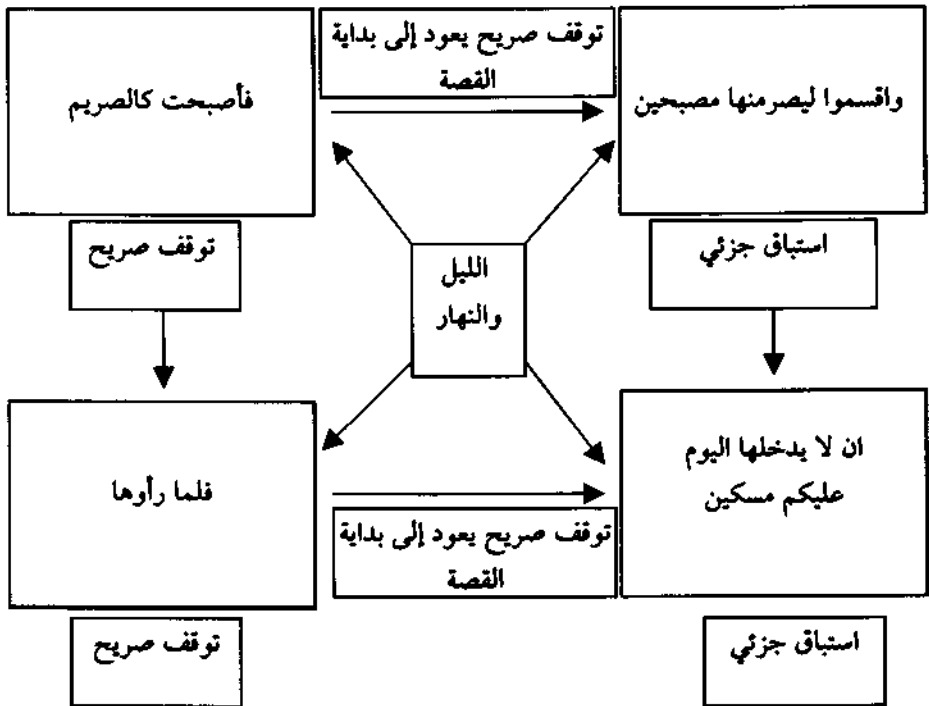 واقسموا ليصرمنها مصبحين
توقف صريح يعود إلى بداية
القصة
فأصبحت كالصريم
استباق جزئي
الليل
والنهار
توقف صريح
ان لا يدخلها اليوم
عليكم مسكين
توقف صريح يعود إلى بداية
القصة
فلما رأوها
استباق جزئي
توقف صريح